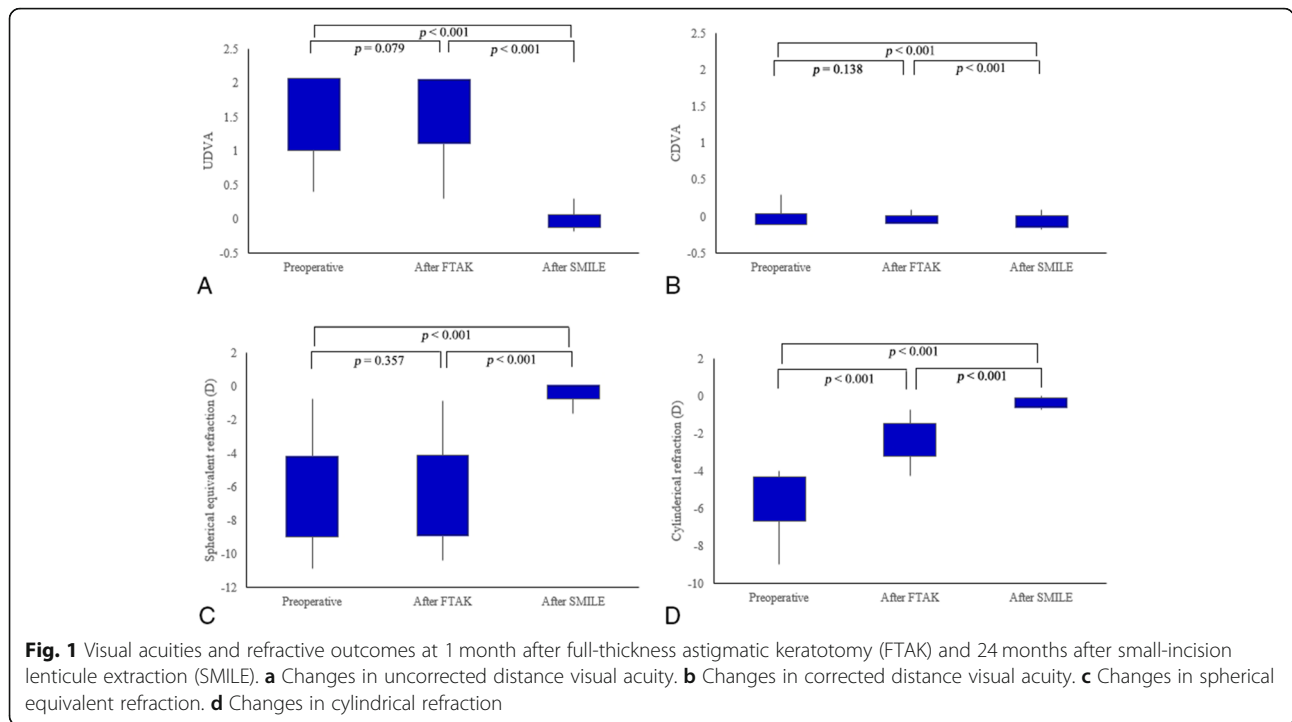 p < 0.001
p = 0.079
p < 0.001
2.5
2
1.5
1
0.5
0
-0.5
UDVA
Preoperative
After FTAK
After SMILE
A
p < 0.001
p = 0.138
p < 0.001
2.5
2
1.5
1
0.5
0
-0.5
CDVA
Preoperative
After FTAK
After SMILE
B
p < 0.001
p = 0.357
p < 0.001
2
0
-2
-4
-6
-8
-10
-12
Spherical equivalent refraction (D)
Preoperative
After FTAK
After SMILE
C
p < 0.001
p < 0.001
p < 0.001
2
0
-2
-4
-6
-8
-10
Cylinderical refraction (D)
Preoperative
After FTAK
After SMILE
D
Fig. 1 Visual acuities and refractive outcomes at 1 month after full-thickness astigmatic keratotomy (FTAK) and 24 months after small-incision
lenticule extraction (SMILE). a Changes in uncorrected distance visual acuity. b Changes in corrected distance visual acuity. c Changes in spherical
equivalent refraction. d Changes in cylindrical refraction